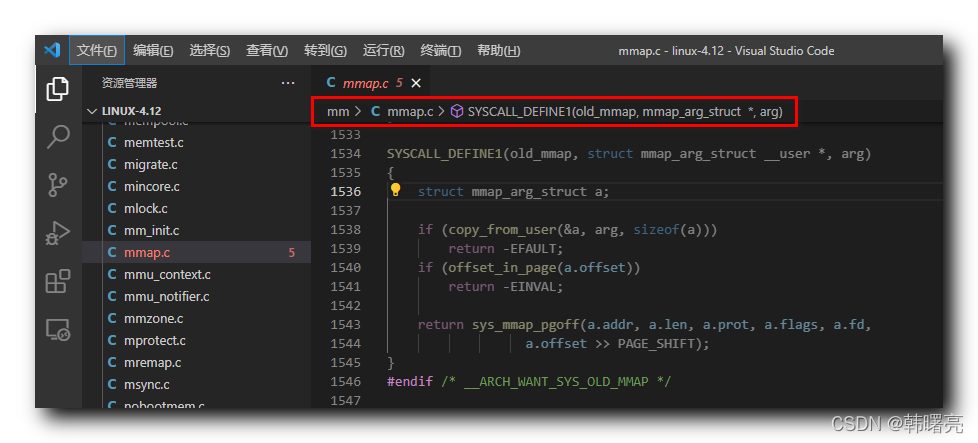 文件(F) 编辑(E) 选择(S) 查看(V) 转到(G) 运行(R) 终端(T) 帮助(H) mmap.c - linux-4.12 - Visual Studio Code
资源管理器 ···
LINUX-4.12
mempool.c
memtest.c
migrate.c
mincore.c
mlock.c
mm_init.c
mmap.c 5
mmu_context.c
mmu_notifier.c
mmzone.c
mprotect.c
mremap.c
msync.c
nobootmem.c
C mmap.c 5 ×
mm > C mmap.c > SYSCALL_DEFINE1(old_mmap, mmap_arg_struct *, arg)
1533
1534 SYSCALL_DEFINE1(old_mmap, struct mmap_arg_struct __user *, arg)
1535 {
1536 struct mmap_arg_struct a;
1537
1538 if (copy_from_user(&a, arg, sizeof(a)))
1539 return -EFAULT;
1540 if (offset_in_page(a.offset))
1541 return -EINVAL;
1542
1543 return sys_mmap_pgoff(a.addr, a.len, a.prot, a.flags, a.fd,
1544 a.offset >> PAGE_SHIFT);
1545 }
1546 #endif /* __ARCH_WANT_SYS_OLD_MMAP */
1547
CSDN @韩曙亮